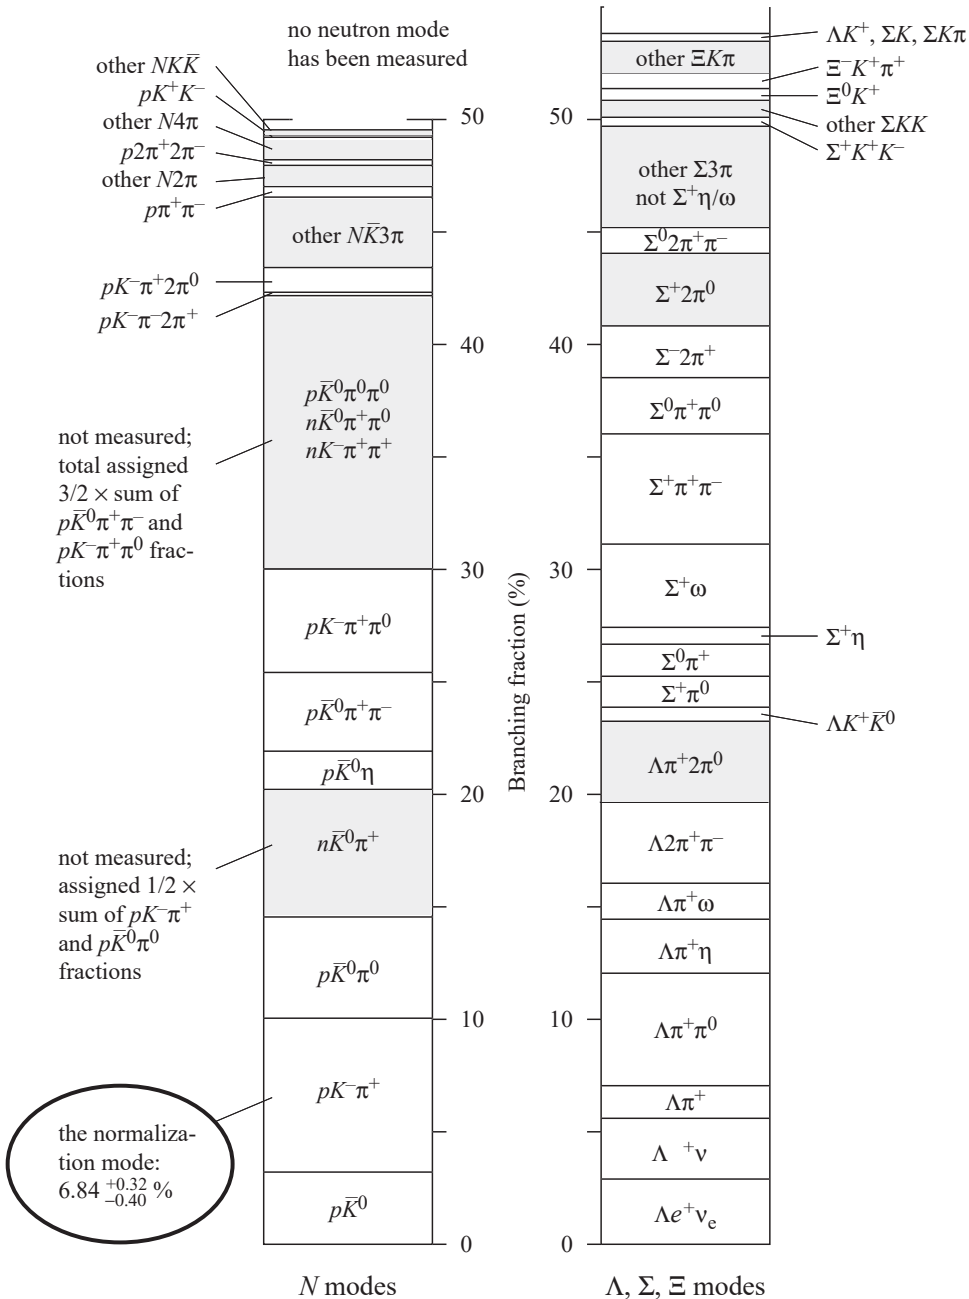 no neutron mode
has been measured
other NKK̅
pK⁺K⁻
other N4π
p2π⁺2π⁻
other N2π
pπ⁺π⁻
other NK̅3π
pK⁻π⁺2π⁰
pK⁻π⁻2π⁺
pK̅⁰π⁰π⁰
nK̅⁰π⁺π⁰
nK⁻π⁺π⁺
not measured;
total assigned
3/2 × sum of
pK̅⁰π⁺π⁻ and
pK⁻π⁺π⁰ frac-
tions
pK⁻π⁺π⁰
pK̅⁰π⁺π⁻
pK̅⁰η
nK̅⁰π⁺
not measured;
assigned 1/2 ×
sum of pK⁻π⁺
and pK̅⁰π⁰
fractions
pK̅⁰π⁰
pK⁻π⁺
the normaliza-
tion mode:
6.84 +0.32 −0.40 %
pK̅⁰
N modes
50
40
30
20
10
0
Branching fraction (%)
50
40
30
20
10
0
ΛK⁺, ΣK, ΣKπ
other ΞKπ
Ξ⁻K⁺π⁺
Ξ⁰K⁺
other ΣKK
Σ⁺K⁺K⁻
other Σ3π
not Σ⁺η/ω
Σ⁰2π⁺π⁻
Σ⁺2π⁰
Σ⁻2π⁺
Σ⁰π⁺π⁰
Σ⁺π⁺π⁻
Σ⁺ω
Σ⁺η
Σ⁰π⁺
Σ⁺π⁰
ΛK⁺K̅⁰
Λπ⁺2π⁰
Λ2π⁺π⁻
Λπ⁺ω
Λπ⁺η
Λπ⁺π⁰
Λπ⁺
Λ ⁺ν
Λe⁺νₑ
Λ, Σ, Ξ modes